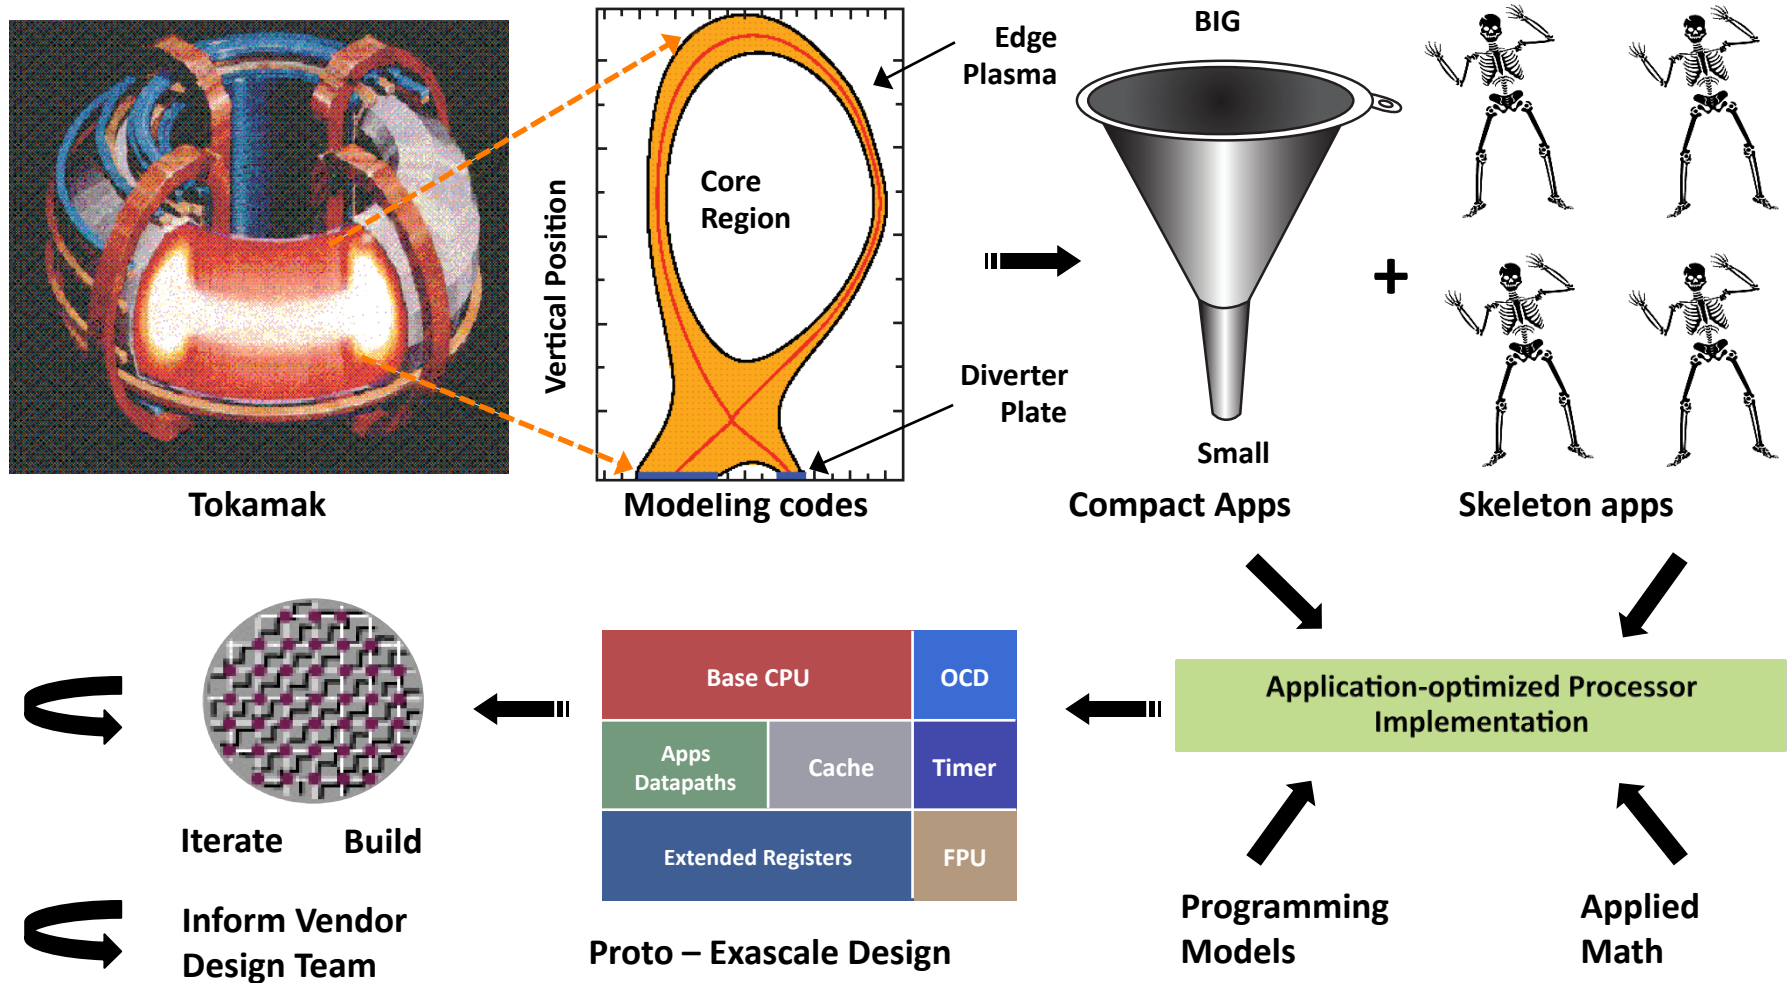 BIG
Edge
Plasma
Core
Region
Vertical Position
Diverter
Plate
Small
Tokamak
Modeling codes
Compact Apps
Skeleton apps
Base CPU
OCD
Apps
Datapaths
Cache
Timer
Extended Registers
FPU
Application-optimized Processor
Implementation
Iterate
Build
Inform Vendor
Design Team
Proto – Exascale Design
Programming
Models
Applied
Math